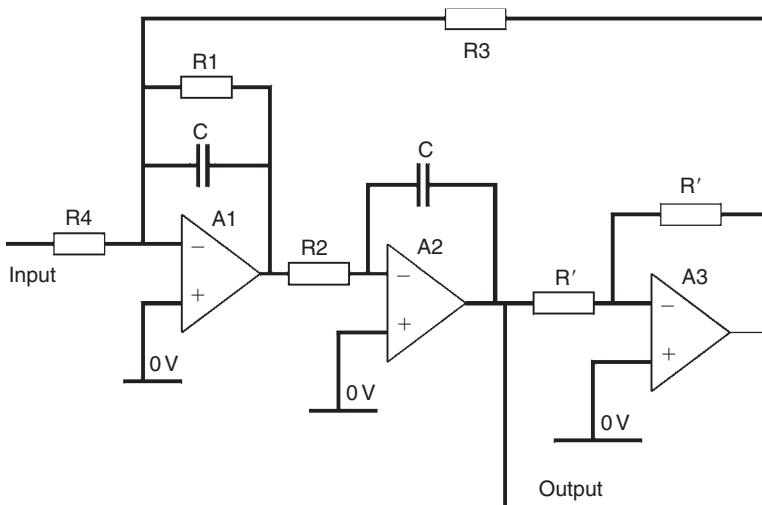 R3
R1
C
C
R4
A1
R2
A2
R'
R'
A3
Input
−
+
−
+
−
+
0 V
0 V
0 V
Output